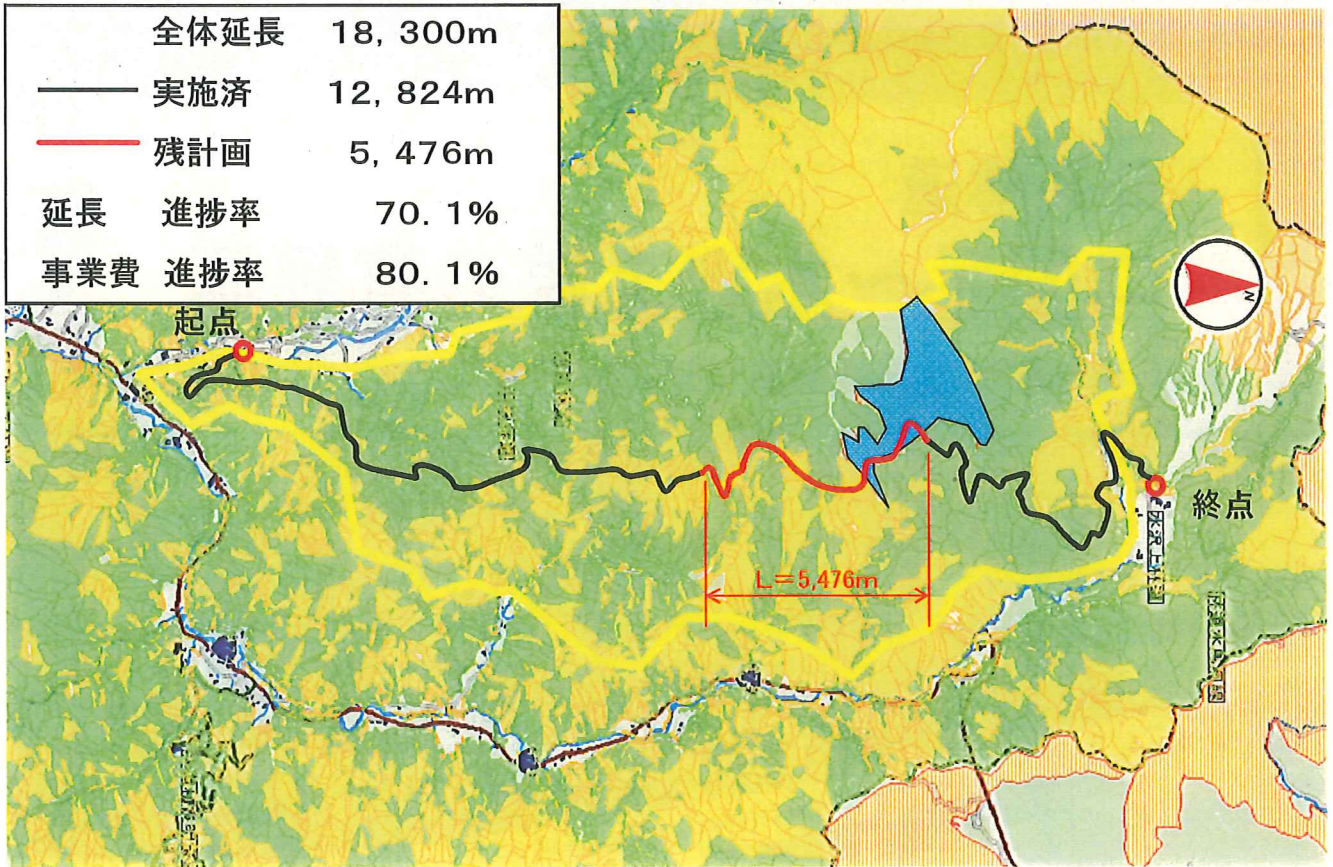 全体延長 18,300m
実施済 12,824m
残計画 5,476m
延長 進捗率 70.1%
事業費 進捗率 80.1%
起点
N
終点
L=5,476m